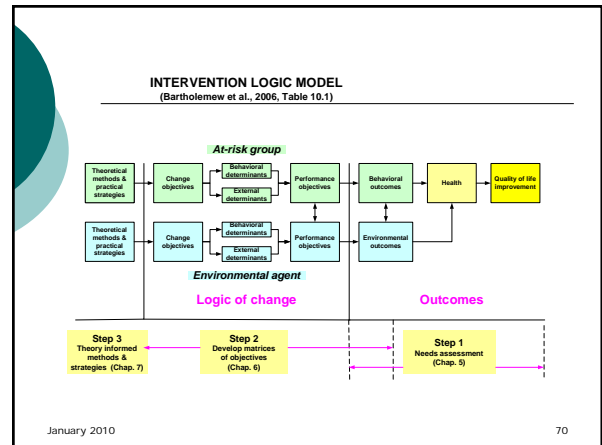 INTERVENTION LOGIC MODEL
(Bartholemew et al., 2006, Table 10.1)
At-risk group
Theoretical
methods &
practical
strategies
Change
objectives
Behavioral
determinants
External
determinants
Performance
objectives
Behavioral
outcomes
Health
Quality of life
improvement
Theoretical
methods &
practical
strategies
Change
objectives
Behavioral
determinants
External
determinants
Performance
objectives
Environmental
outcomes
Environmental agent
Logic of change
Outcomes
Step 3
Theory informed
methods &
strategies (Chap. 7)
Step 2
Develop matrices
of objectives
(Chap. 6)
Step 1
Needs assessment
(Chap. 5)
January 2010
70